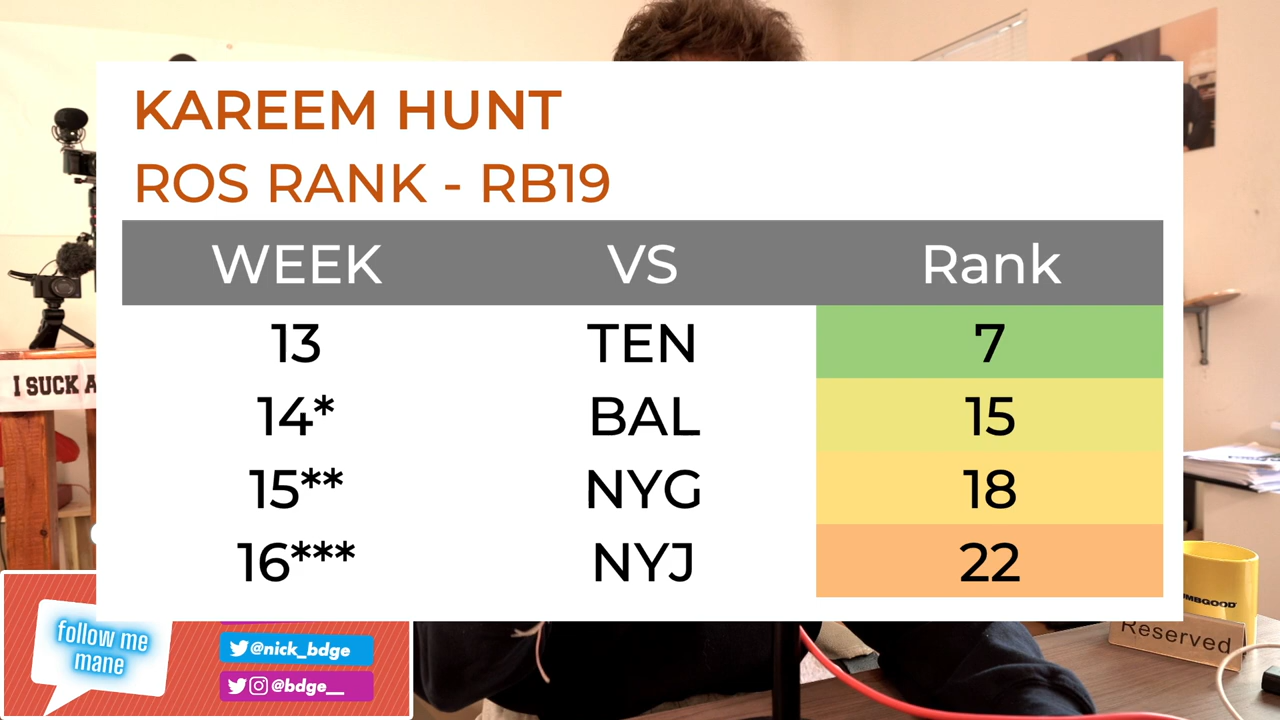 KAREEM HUNT
ROS RANK - RB19
WEEK VS Rank
13 TEN 7
14* BAL 15
15** NYG 18
16*** NYJ 22
I SUCK A
follow me
mane
@nick_bdge
@bdge__
MBGOOD
Reserved